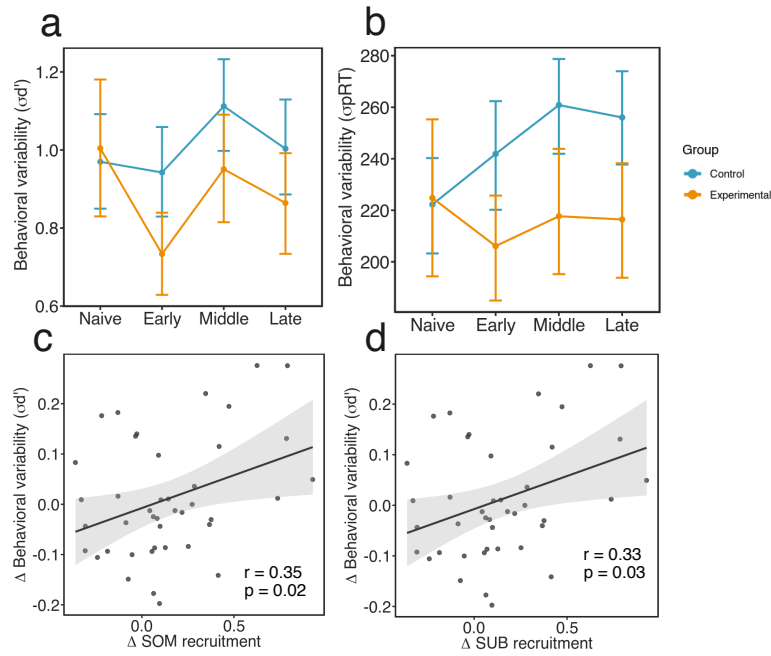 a
Behavioral variability (σd')
1.2
1.0
0.8
0.6
Naive Early Middle Late
b
Behavioral variability (σpRT)
280
260
240
220
200
Naive Early Middle Late
Group
Control
Experimental
c
Δ Behavioral variability (σd')
0.2
0.1
0.0
-0.1
-0.2
r = 0.35
p = 0.02
0.0 0.5
Δ SOM recruitment
d
Δ Behavioral variability (σd')
0.2
0.1
0.0
-0.1
-0.2
r = 0.33
p = 0.03
0.0 0.5
Δ SUB recruitment